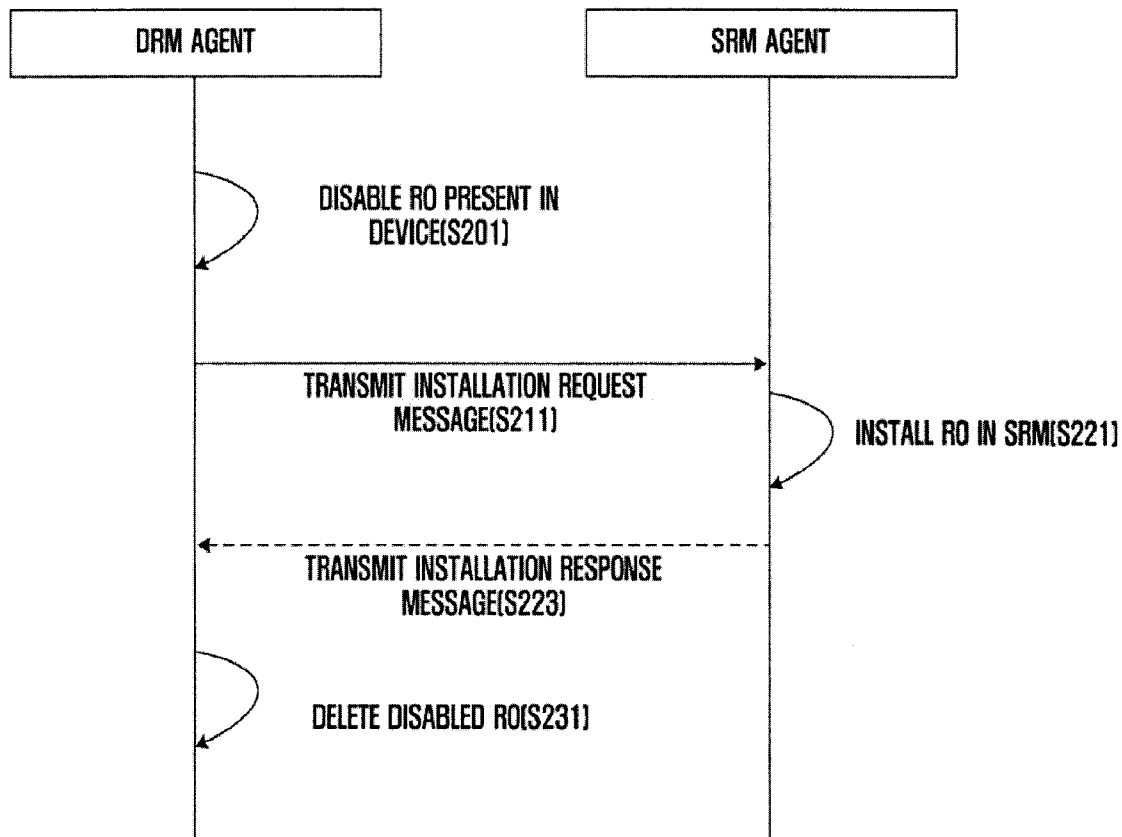 DRM AGENT
SRM AGENT
DISABLE RO PRESENT IN
DEVICE(S201)
TRANSMIT INSTALLATION REQUEST
MESSAGE(S211)
INSTALL RO IN SRM(S221)
TRANSMIT INSTALLATION RESPONSE
MESSAGE(S223)
DELETE DISABLED RO(S231)